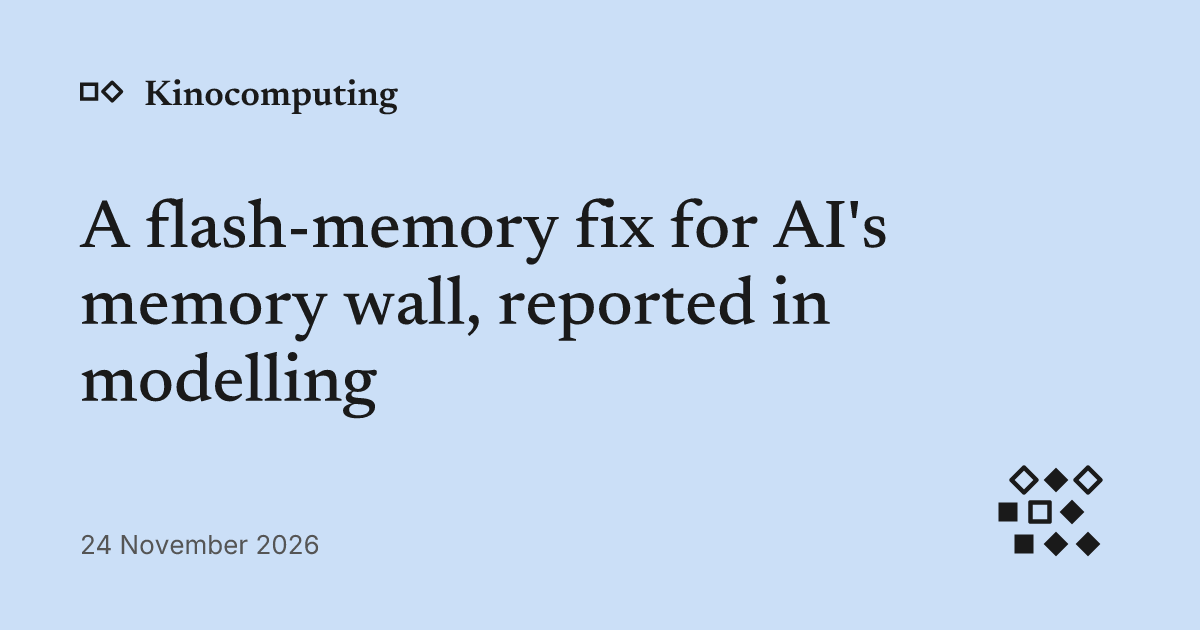 Kinocomputing
A flash-memory fix for AI's
memory wall, reported in
modelling
24 November 2026